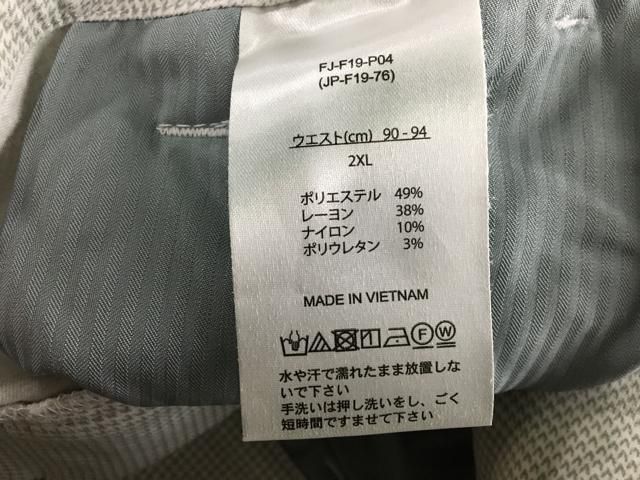 FJ-F19-P04
(JP-F19-76)
ウエスト(cm) 90 - 94
2XL
ポリエステル 49%
レーヨン 38%
ナイロン 10%
ポリウレタン 3%
MADE IN VIETNAM
F W
水や汗で濡れたまま放置しな
いで下さい
手洗いは押し洗いをし、ごく
短時間ですませて下さい